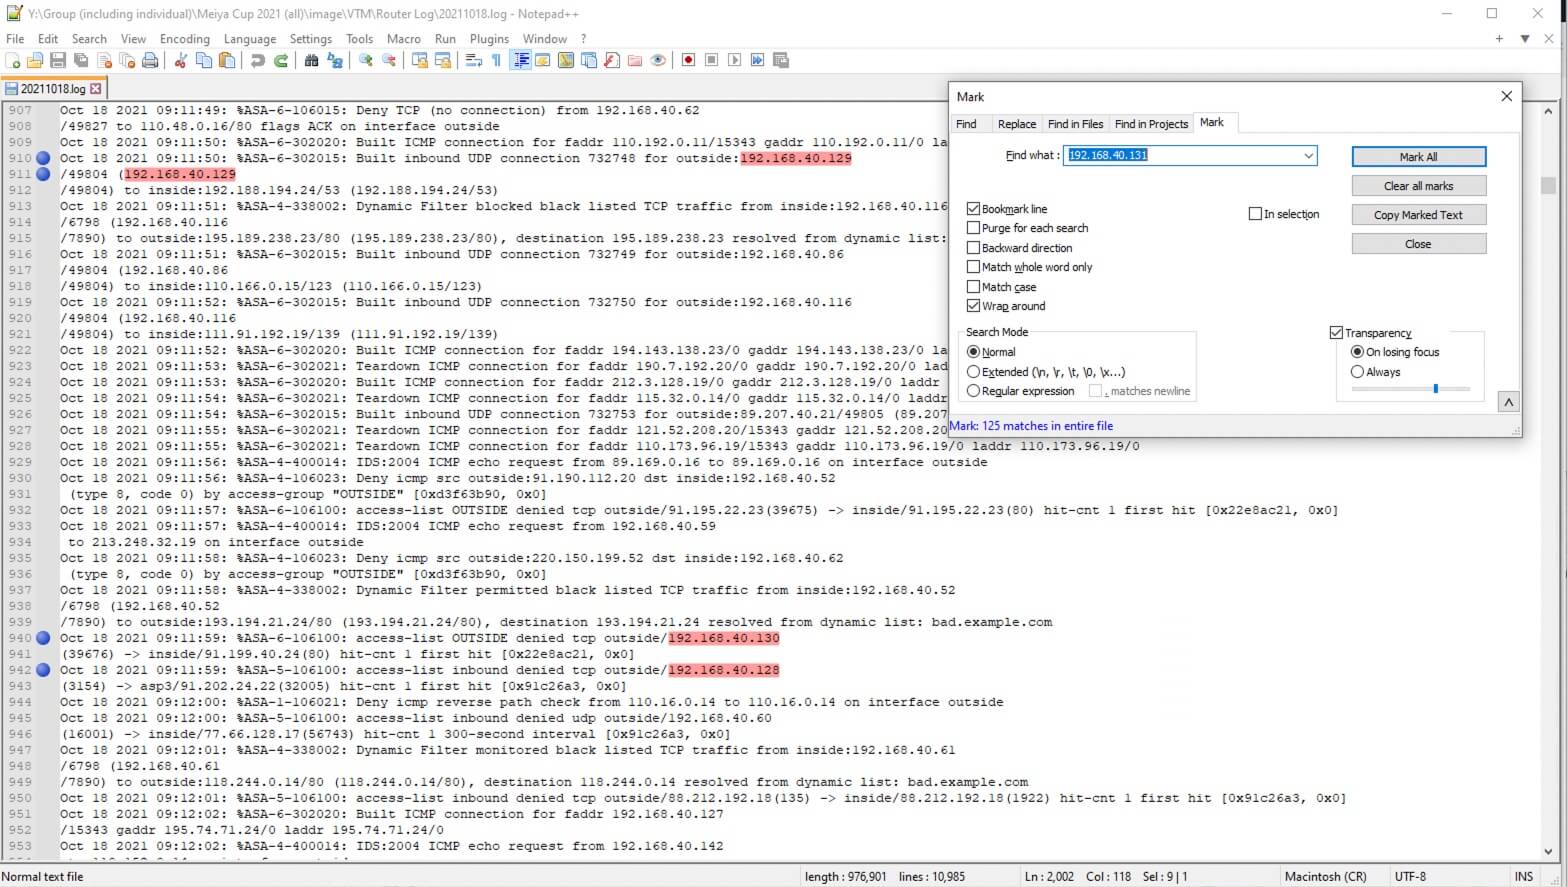 Y:\Group (including individual)\Meiya Cup 2021 (all)\image\VTM\Router Log\20211018.log - Notepad++
File Edit Search View Encoding Language Settings Tools Macro Run Plugins Window ?
20211018.log
907 Oct 18 2021 09:11:49: %ASA-6-106015: Deny TCP (no connection) from 192.168.40.62
908 /49827 to 110.48.0.16/80 flags ACK on interface outside
909 Oct 18 2021 09:11:50: %ASA-6-302020: Built ICMP connection for faddr 110.192.0.11/15343 gaddr 110.192.0.11/0 la
910 Oct 18 2021 09:11:50: %ASA-6-302015: Built inbound UDP connection 732748 for outside:192.168.40.129
911 /49804 (192.168.40.129
912 /49804) to inside:192.188.194.24/53 (192.188.194.24/53)
913 Oct 18 2021 09:11:51: %ASA-4-338002: Dynamic Filter blocked black listed TCP traffic from inside:192.168.40.116
914 /6798 (192.168.40.116
915 /7890) to outside:195.189.238.23/80 (195.189.238.23/80), destination 195.189.238.23 resolved from dynamic list:
916 Oct 18 2021 09:11:51: %ASA-6-302015: Built inbound UDP connection 732749 for outside:192.168.40.86
917 /49804 (192.168.40.86
918 /49804) to inside:110.166.0.15/123 (110.166.0.15/123)
919 Oct 18 2021 09:11:52: %ASA-6-302015: Built inbound UDP connection 732750 for outside:192.168.40.116
920 /49804 (192.168.40.116
921 /49804) to inside:111.91.192.19/139 (111.91.192.19/139)
922 Oct 18 2021 09:11:52: %ASA-6-302020: Built ICMP connection for faddr 194.143.138.23/0 gaddr 194.143.138.23/0 la
923 Oct 18 2021 09:11:53: %ASA-6-302021: Teardown ICMP connection for faddr 190.7.192.20/0 gaddr 190.7.192.20/0 lad
924 Oct 18 2021 09:11:53: %ASA-6-302020: Built ICMP connection for faddr 212.3.128.19/0 gaddr 212.3.128.19/0 laddr
925 Oct 18 2021 09:11:54: %ASA-6-302021: Teardown ICMP connection for faddr 115.32.0.14/0 gaddr 115.32.0.14/0 laddr
926 Oct 18 2021 09:11:54: %ASA-6-302015: Built inbound UDP connection 732753 for outside:89.207.40.21/49805 (89.207
927 Oct 18 2021 09:11:55: %ASA-6-302021: Teardown ICMP connection for faddr 121.52.208.20/15343 gaddr 121.52.208.20
928 Oct 18 2021 09:11:55: %ASA-6-302021: Teardown ICMP connection for faddr 110.173.96.19/15343 gaddr 110.173.96.19/0 laddr 110.173.96.19/0
929 Oct 18 2021 09:11:56: %ASA-4-400014: IDS:2004 ICMP echo request from 89.169.0.16 to 89.169.0.16 on interface outside
930 Oct 18 2021 09:11:56: %ASA-4-106023: Deny icmp src outside:91.190.112.20 dst inside:192.168.40.52
931 (type 8, code 0) by access-group "OUTSIDE" [0xd3f63b90, 0x0]
932 Oct 18 2021 09:11:57: %ASA-6-106100: access-list OUTSIDE denied tcp outside/91.195.22.23(39675) -> inside/91.195.22.23(80) hit-cnt 1 first hit [0x22e8ac21, 0x0]
933 Oct 18 2021 09:11:57: %ASA-4-400014: IDS:2004 ICMP echo request from 192.168.40.59
934 to 213.248.32.19 on interface outside
935 Oct 18 2021 09:11:58: %ASA-4-106023: Deny icmp src outside:220.150.199.52 dst inside:192.168.40.62
936 (type 8, code 0) by access-group "OUTSIDE" [0xd3f63b90, 0x0]
937 Oct 18 2021 09:11:58: %ASA-4-338002: Dynamic Filter permitted black listed TCP traffic from inside:192.168.40.52
938 /6798 (192.168.40.52
939 /7890) to outside:193.194.21.24/80 (193.194.21.24/80), destination 193.194.21.24 resolved from dynamic list: bad.example.com
940 Oct 18 2021 09:11:59: %ASA-6-106100: access-list OUTSIDE denied tcp outside/192.168.40.130
941 (39676) -> inside/91.199.40.24(80) hit-cnt 1 first hit [0x22e8ac21, 0x0]
942 Oct 18 2021 09:11:59: %ASA-5-106100: access-list inbound denied tcp outside/192.168.40.128
943 (3154) -> asp3/91.202.24.22(32005) hit-cnt 1 first hit [0x91c26a3, 0x0]
944 Oct 18 2021 09:12:00: %ASA-1-106021: Deny icmp reverse path check from 110.16.0.14 to 110.16.0.14 on interface outside
945 Oct 18 2021 09:12:00: %ASA-5-106100: access-list inbound denied udp outside/192.168.40.60
946 (16001) -> inside/77.66.128.17(56743) hit-cnt 1 300-second interval [0x91c26a3, 0x0]
947 Oct 18 2021 09:12:01: %ASA-4-338002: Dynamic Filter monitored black listed TCP traffic from inside:192.168.40.61
948 /6798 (192.168.40.61
949 /7890) to outside:118.244.0.14/80 (118.244.0.14/80), destination 118.244.0.14 resolved from dynamic list: bad.example.com
950 Oct 18 2021 09:12:01: %ASA-5-106100: access-list inbound denied tcp outside/88.212.192.18(135) -> inside/88.212.192.18(1922) hit-cnt 1 first hit [0x91c26a3, 0x0]
951 Oct 18 2021 09:12:02: %ASA-6-302020: Built ICMP connection for faddr 192.168.40.127
952 /15343 gaddr 195.74.71.24/0 laddr 195.74.71.24/0
953 Oct 18 2021 09:12:02: %ASA-4-400014: IDS:2004 ICMP echo request from 192.168.40.142
Mark
Find Replace Find in Files Find in Projects Mark
Find what : 192.168.40.131
Mark All
Clear all marks
Copy Marked Text
Close
Bookmark line
In selection
Purge for each search
Backward direction
Match whole word only
Match case
Wrap around
Search Mode
Normal
Extended (\n, \r, \t, \0, \x...)
Regular expression . matches newline
Transparency
On losing focus
Always
Mark: 125 matches in entire file
Normal text file length : 976,901 lines : 10,985 Ln : 2,002 Col : 118 Sel : 9 | 1 Macintosh (CR) UTF-8 INS